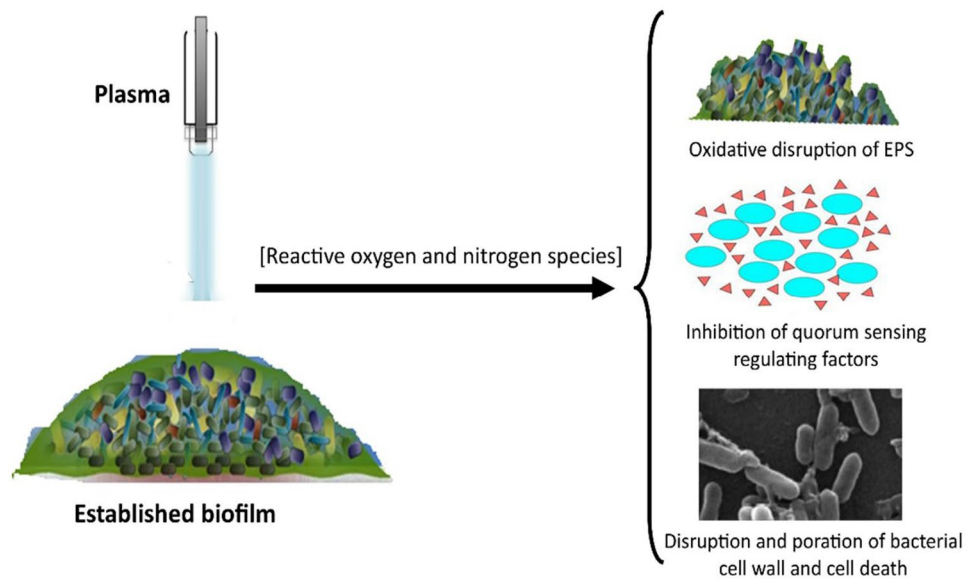 Plasma
[Reactive oxygen and nitrogen species]
Established biofilm
Oxidative disruption of EPS
Inhibition of quorum sensing
regulating factors
Disruption and poration of bacterial
cell wall and cell death